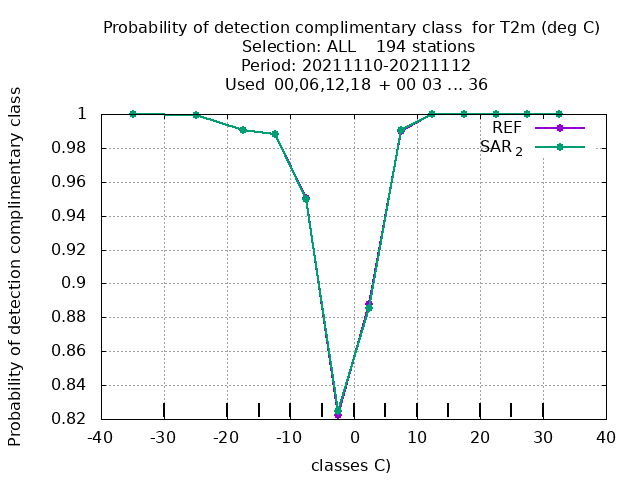 Probability of detection complimentary class for T2m (deg C)
Selection: ALL 194 stations
Period: 20211110-20211112
Used 00,06,12,18 + 00 03 ... 36
Probability of detection complimentary class
1
0.98
0.96
0.94
0.92
0.9
0.88
0.86
0.84
0.82
REF
SAR 2
-40 -30 -20 -10 0 10 20 30 40
classes C)